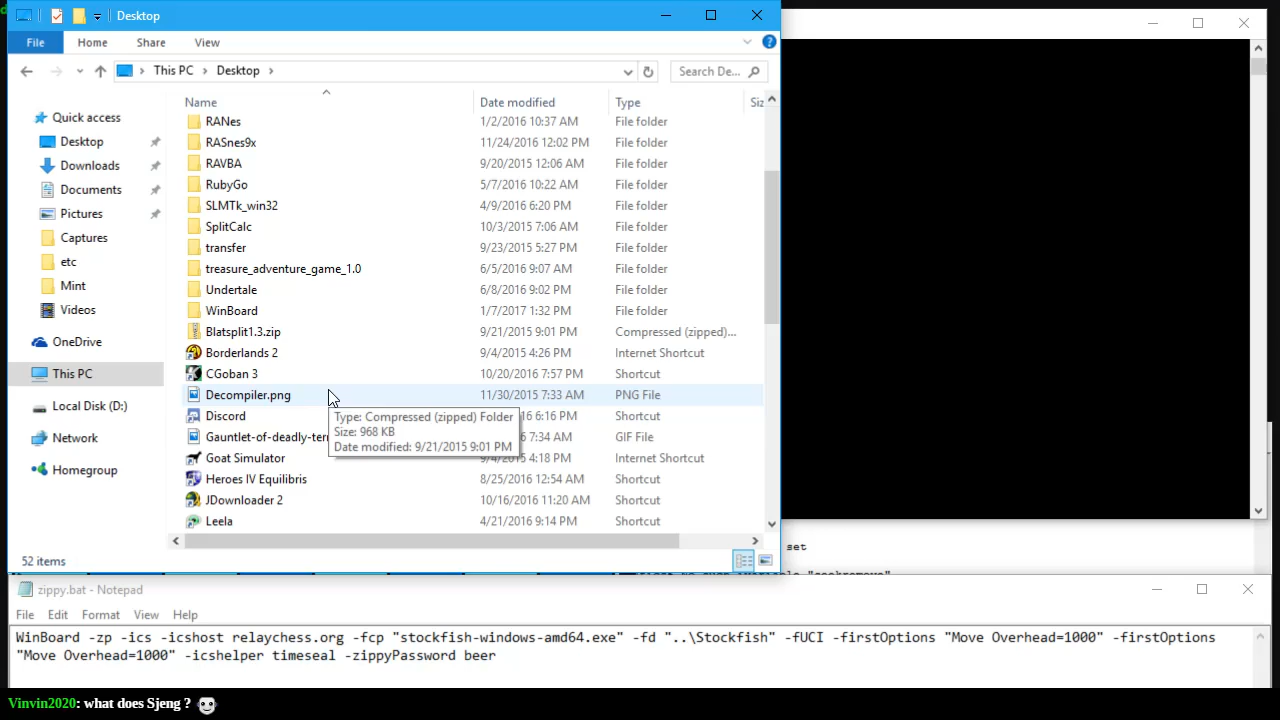 Desktop
File Home Share View
This PC Desktop Search De...
Name Date modified Type Siz
Quick access
Desktop
Downloads
Documents
Pictures
Captures
etc
Mint
Videos
OneDrive
This PC
Local Disk (D:)
Network
Homegroup
RANes 1/2/2016 10:37 AM File folder
RASnes9x 11/24/2016 12:02 PM File folder
RAVBA 9/20/2015 12:06 AM File folder
RubyGo 5/7/2016 10:22 AM File folder
SLMTk_win32 4/9/2016 6:20 PM File folder
SplitCalc 10/3/2015 7:06 AM File folder
transfer 9/23/2015 5:27 PM File folder
treasure_adventure_game_1.0 6/5/2016 9:07 AM File folder
Undertale 6/8/2016 9:02 PM File folder
WinBoard 1/7/2017 1:32 PM File folder
Blatsplit1.3.zip 9/21/2015 9:01 PM Compressed (zipped)...
Borderlands 2 9/4/2015 4:26 PM Internet Shortcut
CGoban 3 10/20/2016 7:57 PM Shortcut
Decompiler.png 11/30/2015 7:33 AM PNG File
Discord 6:16 PM Shortcut
Gauntlet-of-deadly-ter 7:34 AM GIF File
Goat Simulator 9/4/2015 4:18 PM Internet Shortcut
Heroes IV Equilibris 8/25/2016 12:54 AM Shortcut
JDownloader 2 10/16/2016 11:20 AM Shortcut
Leela 4/21/2016 9:14 PM Shortcut
Type: Compressed (zipped) Folder
Size: 968 KB
Date modified: 9/21/2015 9:01 PM
52 items
set
zippy.bat - Notepad
File Edit Format View Help
WinBoard -zp -ics -icshost relaychess.org -fcp "stockfish-windows-amd64.exe" -fd "..\Stockfish" -fUCI -firstOptions "Move Overhead=1000" -firstOptions
"Move Overhead=1000" -icshelper timeseal -zippyPassword beer
Vinvin2020: what does Sjeng ?